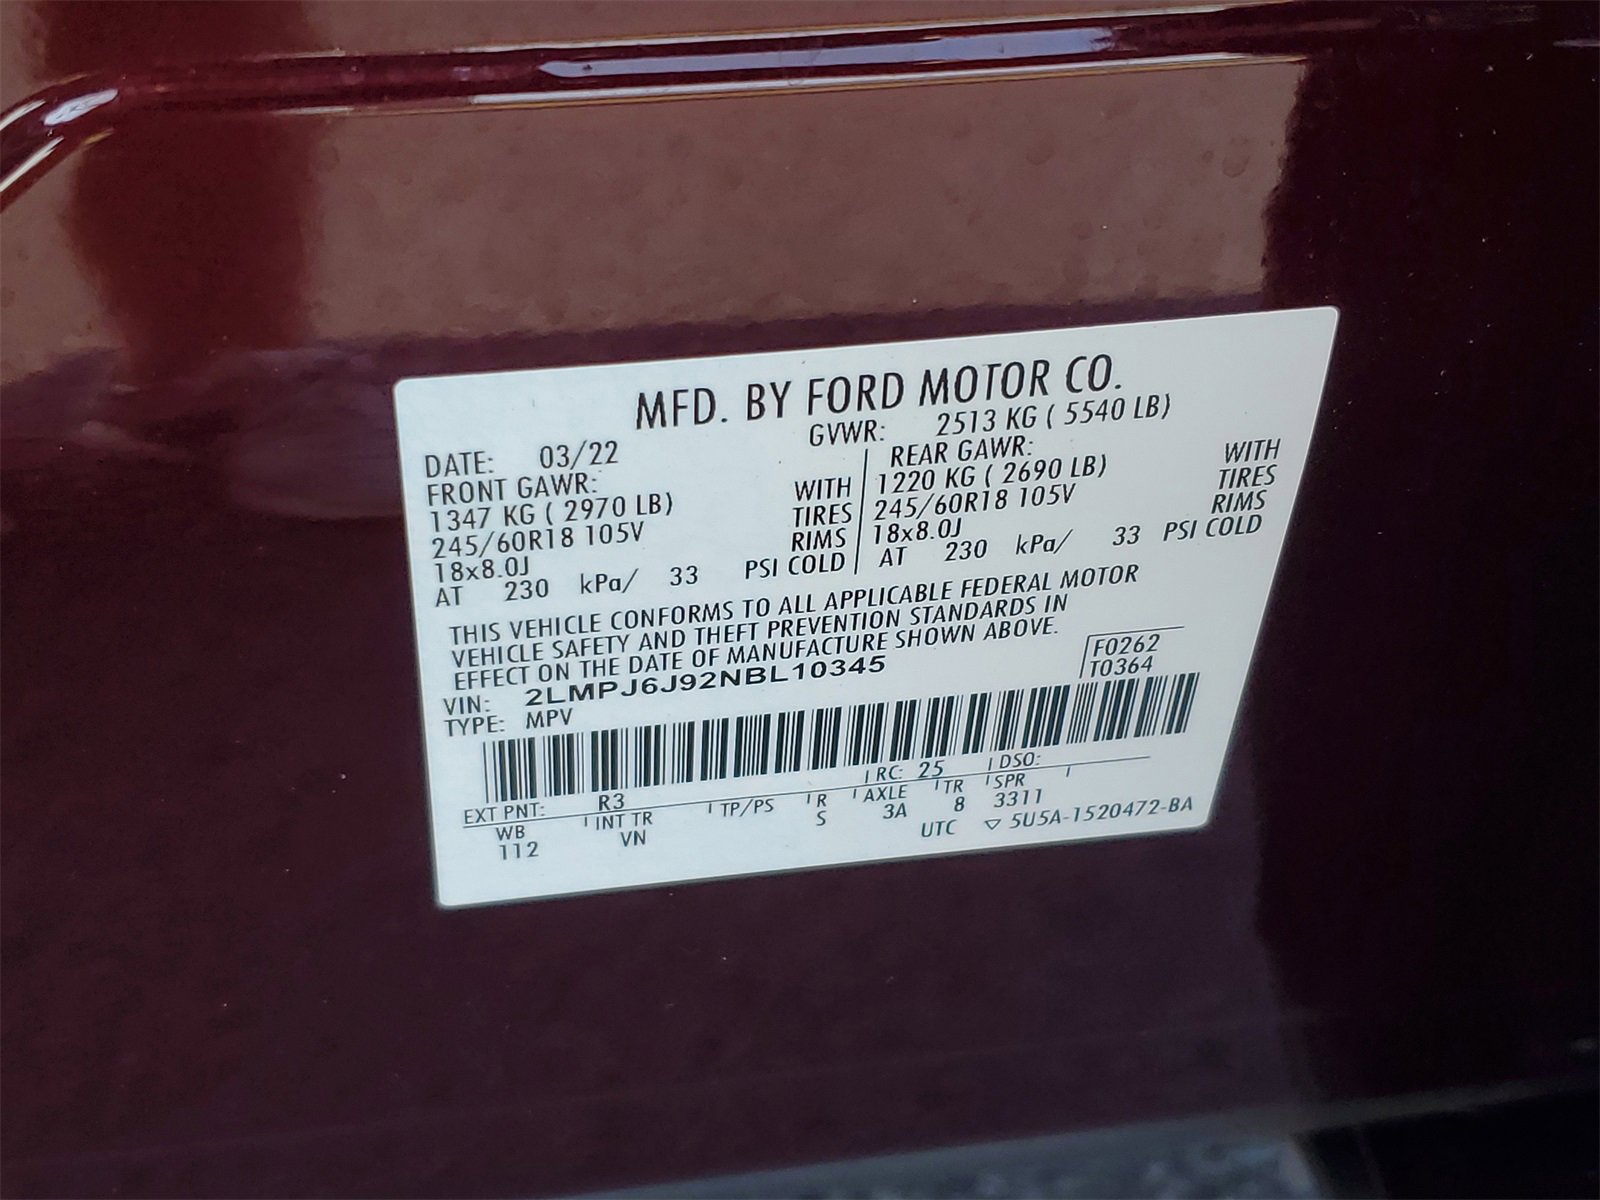 MFD. BY FORD MOTOR CO.
DATE: 03/22 GVWR: 2513 KG ( 5540 LB)
FRONT GAWR: REAR GAWR:
1347 KG ( 2970 LB) WITH 1220 KG ( 2690 LB) WITH
245/60R18 105V TIRES 245/60R18 105V TIRES
18x8.0J RIMS 18x8.0J RIMS
AT 230 kPa/ 33 PSI COLD AT 230 kPa/ 33 PSI COLD
THIS VEHICLE CONFORMS TO ALL APPLICABLE FEDERAL MOTOR
VEHICLE SAFETY AND THEFT PREVENTION STANDARDS IN
EFFECT ON THE DATE OF MANUFACTURE SHOWN ABOVE.
VIN: 2LMPJ6J92NBL10345 F0262
TYPE: MPV T0364
EXT PNT: R3 RC: 25 DSO:
WB INT TR TP/PS R AXLE TR SPR
112 VN S 3A 8 3311
UTC ▽ 5U5A-1520472-BA